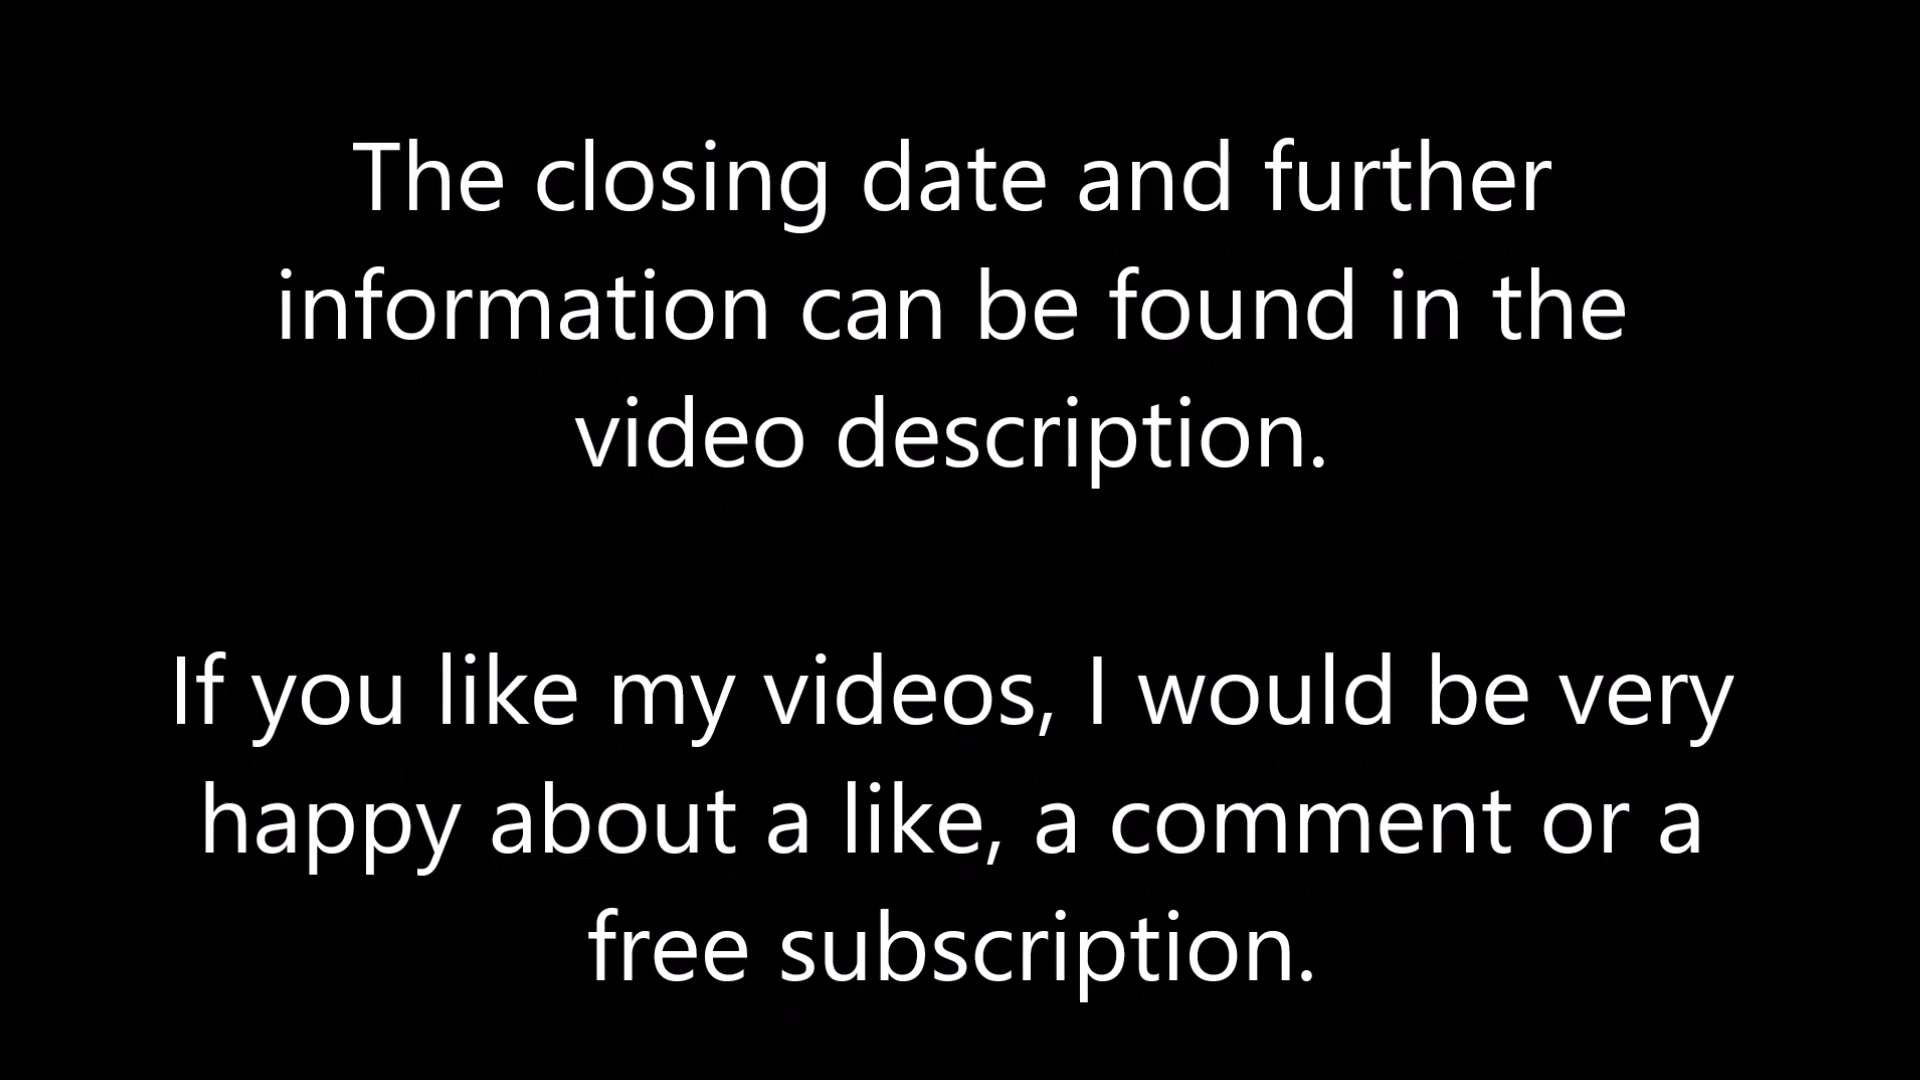 The closing date and further
information can be found in the
video description.
If you like my videos, I would be very
happy about a like, a comment or a
free subscription.